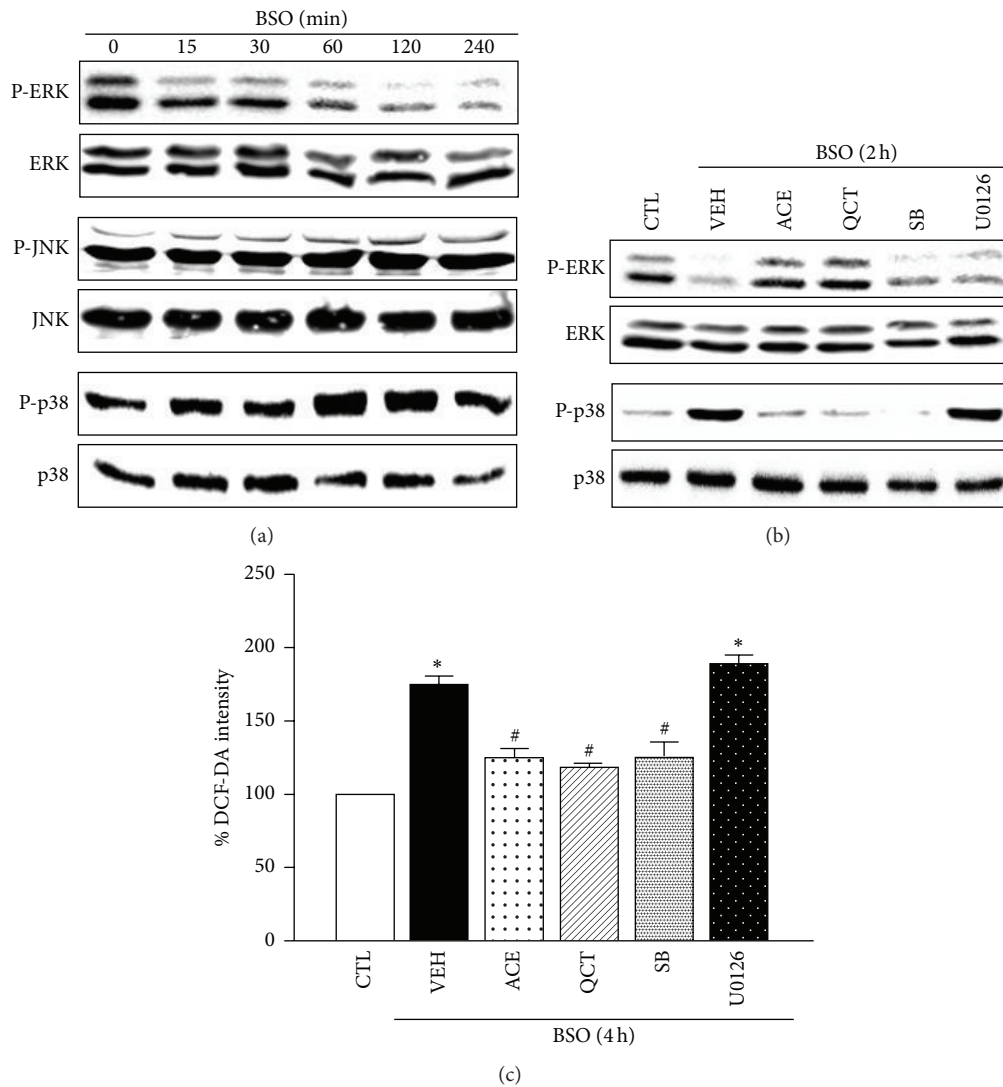 BSO (min)
0 15 30 60 120 240
P-ERK
ERK
P-JNK
JNK
P-p38
p38
(a)
BSO (2 h)
CTL VEH ACE QCT SB U0126
P-ERK
ERK
P-p38
p38
(b)
% DCF-DA intensity
250
200
150
100
50
0
* # # # *
CTL VEH ACE QCT SB U0126
BSO (4 h)
(c)